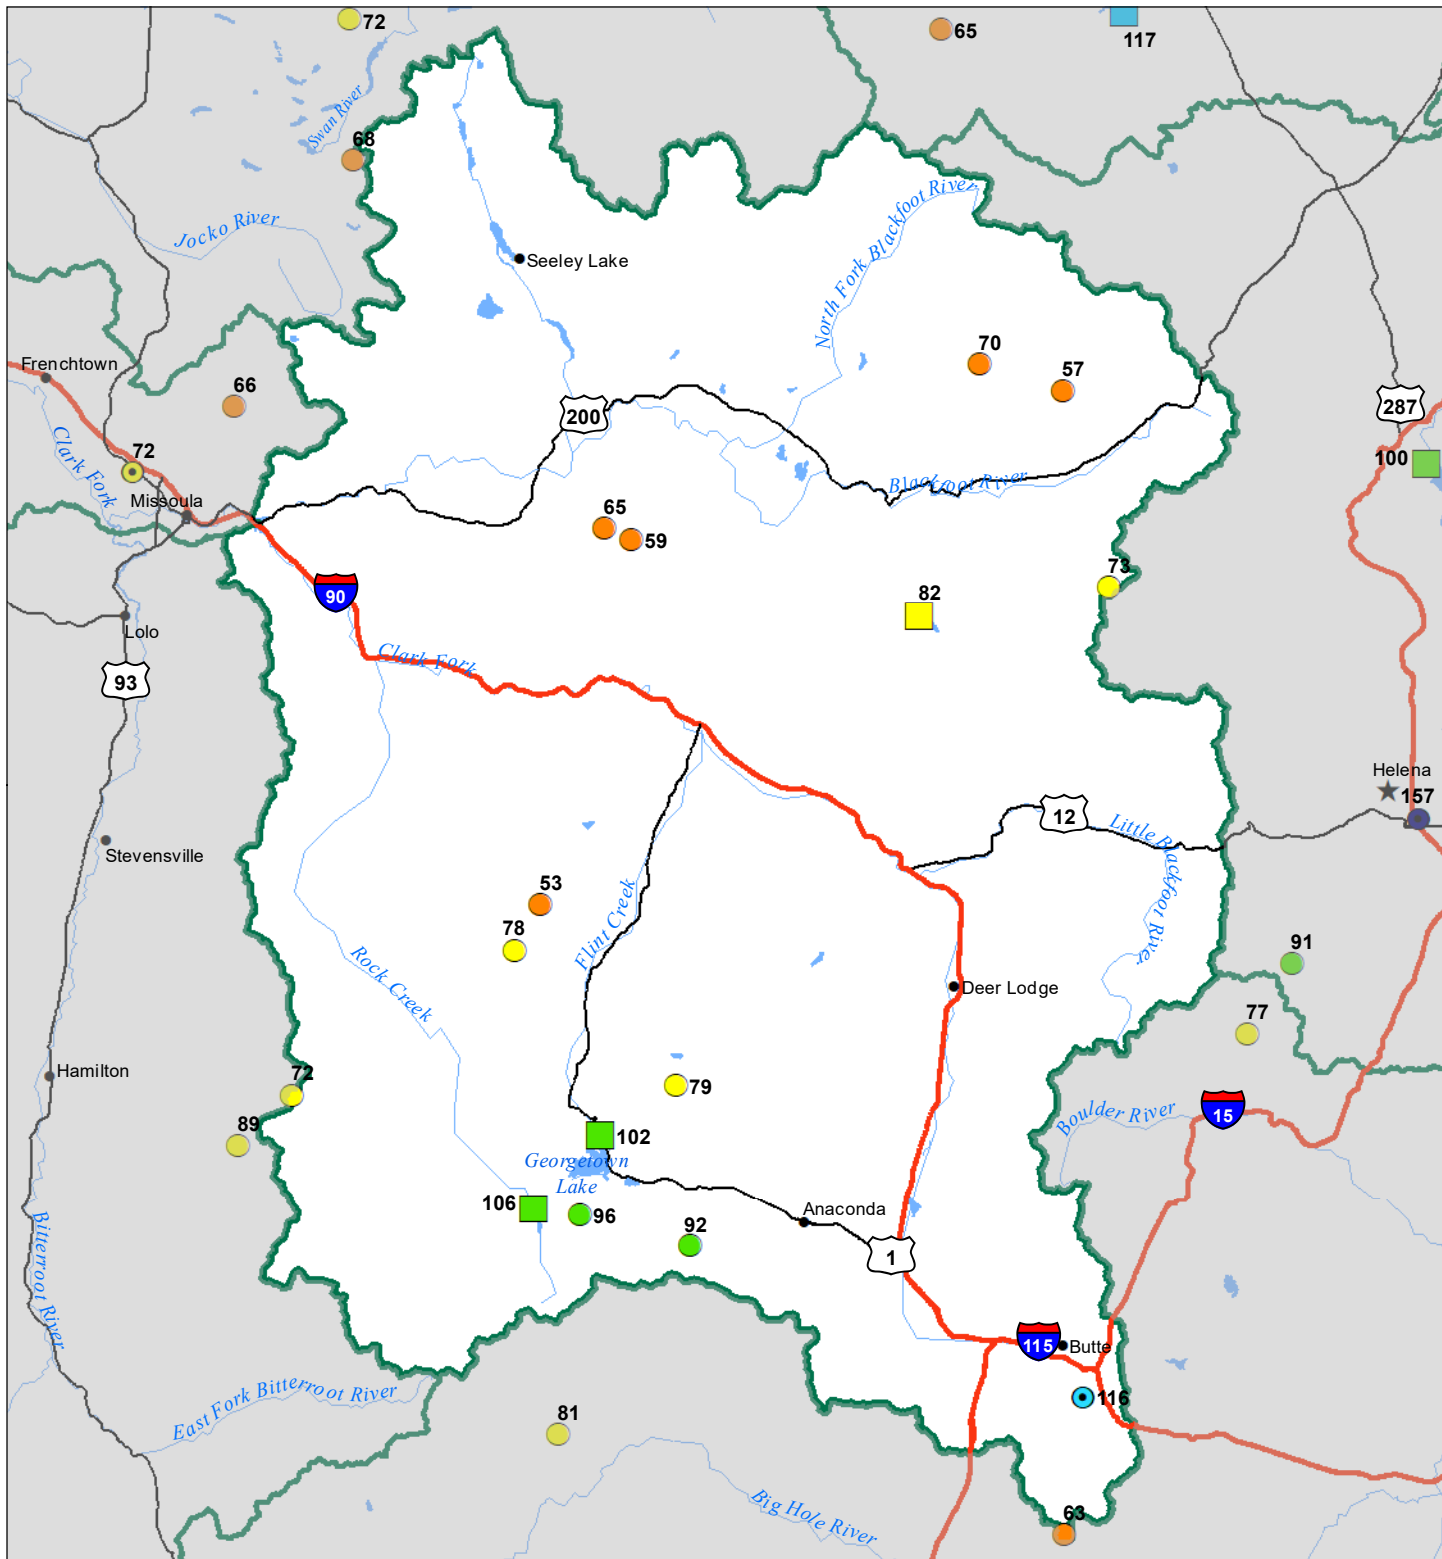 72
65
117
Swan River
68
Jocko River
North Fork Blackfoot River
Seeley Lake
Frenchtown
70
57
66
200
287
72
Clark Fork
100
Missoula
Blackfoot River
65
59
73
90
82
Lolo
Clark Fork
93
Helena
157
12
Little Blackfoot River
Stevensville
53
Flint Creek
78
91
Rock Creek
Deer Lodge
77
Hamilton
72
79
15
Boulder River
89
102
Georgetown
Lake
106
96
Anaconda
92
1
Bitterroot River
115
Butte
116
East Fork Bitterroot River
81
Big Hole River
63